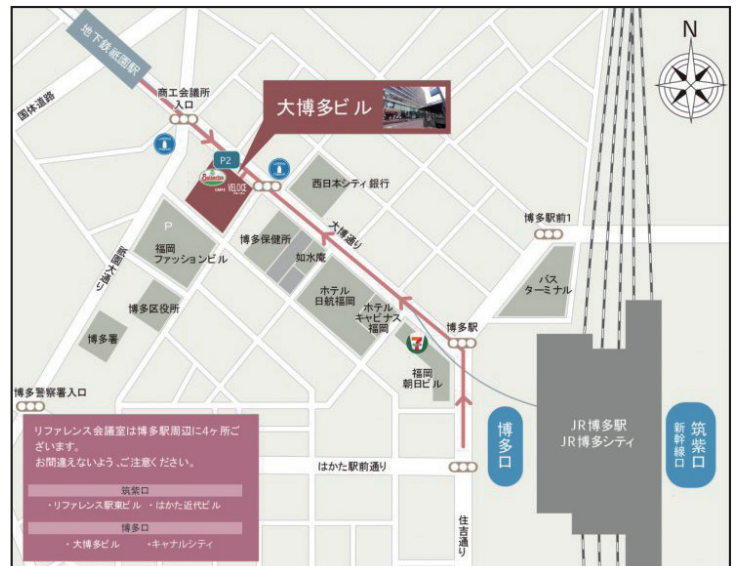 地下鉄祇園駅
N
商工会議所
入口
国体道路
大博多ビル
P2
VELOCE
西日本シティ銀行
博多駅前1
大博通り
P
福岡
ファッションビル
博多保健所
如水庵
バス
ターミナル
祇園大通り
ホテル
日航福岡
ホテル
キャビナス
福岡
博多区役所
博多署
博多駅
7
福岡
朝日ビル
博多警察署入口
博多口
JR博多駅
JR博多シティ
筑紫口
新幹線口
リファレンス会議室は博多駅周辺に4ヶ所ご
ざいます。
お間違えないよう、ご注意ください。
筑紫口
・リファレンス駅東ビル ・はかた近代ビル
博多口
・大博多ビル ・キャナルシティ
はかた駅前通り
住吉通り